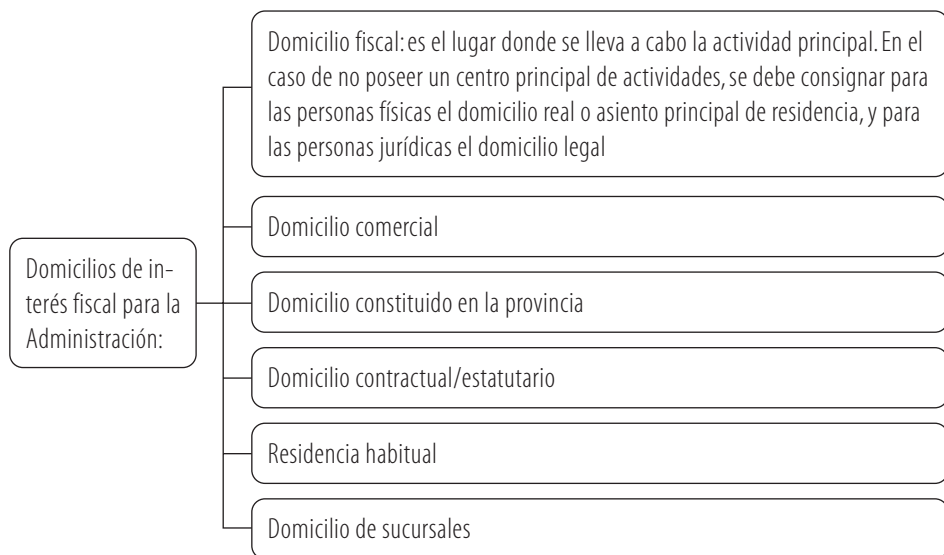 Domicilios de in-
terés fiscal para la
Administración:
Domicilio fiscal: es el lugar donde se lleva a cabo la actividad principal. En el
caso de no poseer un centro principal de actividades, se debe consignar para
las personas físicas el domicilio real o asiento principal de residencia, y para
las personas jurídicas el domicilio legal
Domicilio comercial
Domicilio constituido en la provincia
Domicilio contractual/estatutario
Residencia habitual
Domicilio de sucursales